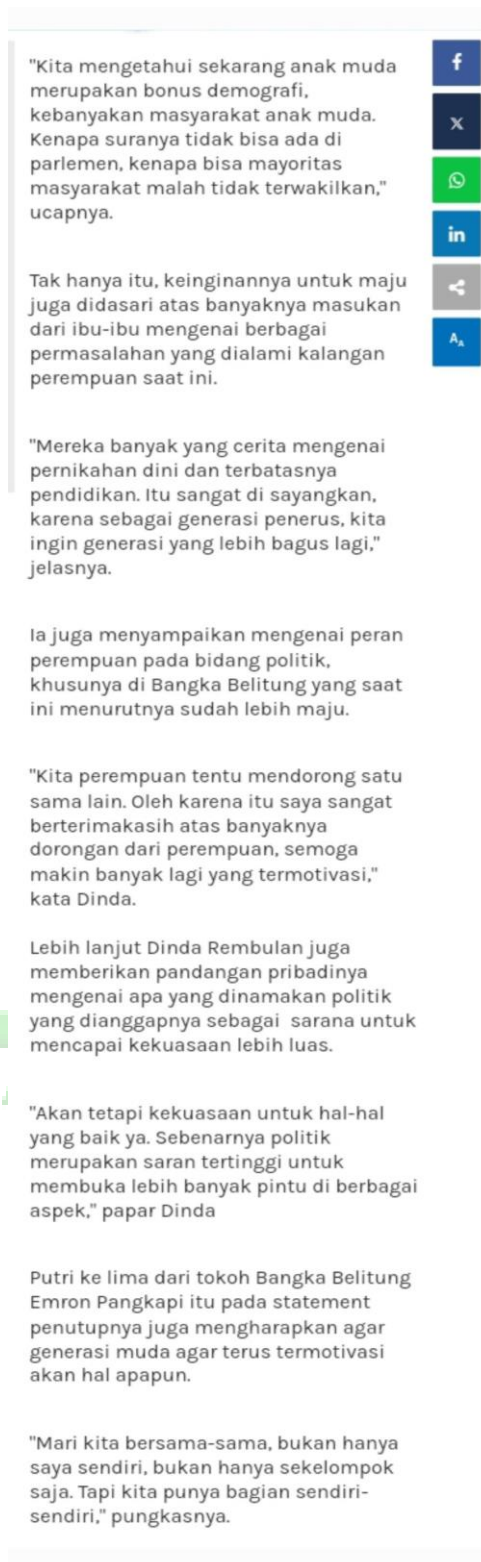 "Kita mengetahui sekarang anak muda
merupakan bonus demografi,
kebanyakan masyarakat anak muda.
Kenapa suranya tidak bisa ada di
parlemen, kenapa bisa mayoritas
masyarakat malah tidak terwakilkan,"
ucapnya.
Tak hanya itu, keinginannya untuk maju
juga didasari atas banyaknya masukan
dari ibu-ibu mengenai berbagai
permasalahan yang dialami kalangan
perempuan saat ini.
"Mereka banyak yang cerita mengenai
pernikahan dini dan terbatasnya
pendidikan. Itu sangat di sayangkan,
karena sebagai generasi penerus, kita
ingin generasi yang lebih bagus lagi,"
jelasnya.
Ia juga menyampaikan mengenai peran
perempuan pada bidang politik,
khusunya di Bangka Belitung yang saat
ini menurutnya sudah lebih maju.
"Kita perempuan tentu mendorong satu
sama lain. Oleh karena itu saya sangat
berterimakasih atas banyaknya
dorongan dari perempuan, semoga
makin banyak lagi yang termotivasi,"
kata Dinda.
Lebih lanjut Dinda Rembulan juga
memberikan pandangan pribadinya
mengenai apa yang dinamakan politik
yang dianggapnya sebagai  sarana untuk
mencapai kekuasaan lebih luas.
"Akan tetapi kekuasaan untuk hal-hal
yang baik ya. Sebenarnya politik
merupakan saran tertinggi untuk
membuka lebih banyak pintu di berbagai
aspek," papar Dinda
Putri ke lima dari tokoh Bangka Belitung
Emron Pangkapi itu pada statement
penutupnya juga mengharapkan agar
generasi muda agar terus termotivasi
akan hal apapun.
"Mari kita bersama-sama, bukan hanya
saya sendiri, bukan hanya sekelompok
saja. Tapi kita punya bagian sendiri-
sendiri," pungkasnya.
f
X
in
AA